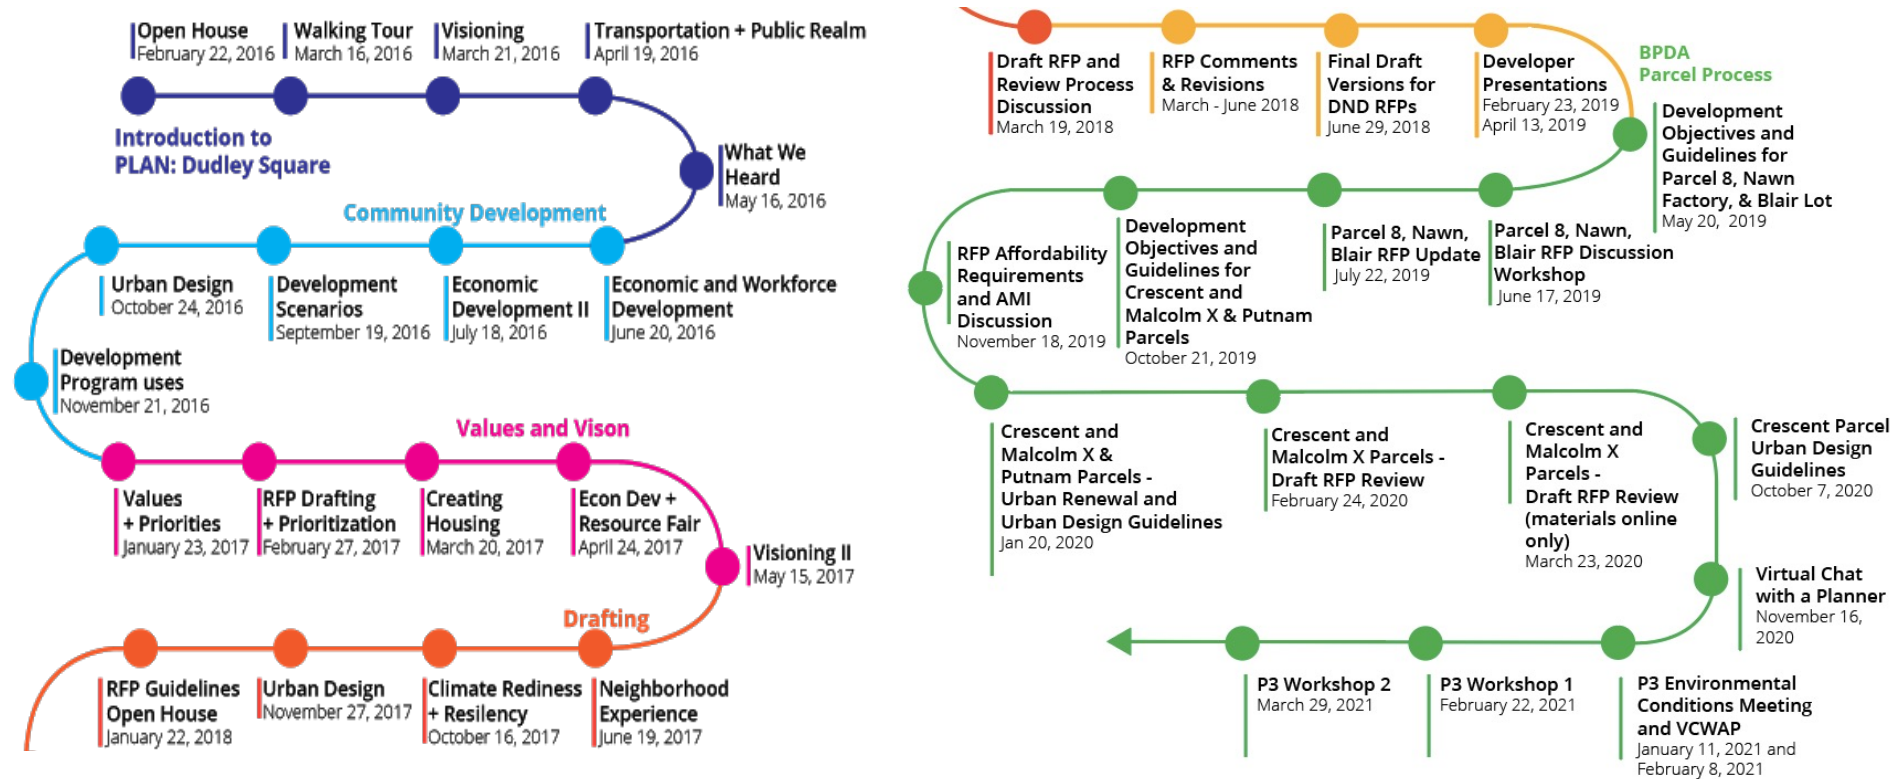 Open House
February 22, 2016
Walking Tour
March 16, 2016
Visioning
March 21, 2016
Transportation + Public Realm
April 19, 2016
Introduction to
PLAN: Dudley Square
What We
Heard
May 16, 2016
Community Development
Urban Design
October 24, 2016
Development
Scenarios
September 19, 2016
Economic
Development II
July 18, 2016
Economic and Workforce
Development
June 20, 2016
Development
Program uses
November 21, 2016
Values and Vison
Values
+ Priorities
January 23, 2017
RFP Drafting
+ Prioritization
February 27, 2017
Creating
Housing
March 20, 2017
Econ Dev +
Resource Fair
April 24, 2017
Visioning II
May 15, 2017
Drafting
RFP Guidelines
Open House
January 22, 2018
Urban Design
November 27, 2017
Climate Rediness
+ Resilency
October 16, 2017
Neighborhood
Experience
June 19, 2017
Draft RFP and
Review Process
Discussion
March 19, 2018
RFP Comments
& Revisions
March - June 2018
Final Draft
Versions for
DND RFPs
June 29, 2018
Developer
Presentations
February 23, 2019
April 13, 2019
BPDA
Parcel Process
Development
Objectives and
Guidelines for
Parcel 8, Nawn
Factory, & Blair Lot
May 20, 2019
RFP Affordability
Requirements
and AMI
Discussion
November 18, 2019
Development
Objectives and
Guidelines for
Crescent and
Malcolm X & Putnam
Parcels
October 21, 2019
Parcel 8, Nawn,
Blair RFP Update
July 22, 2019
Parcel 8, Nawn,
Blair RFP Discussion
Workshop
June 17, 2019
Crescent and
Malcolm X &
Putnam Parcels -
Urban Renewal and
Urban Design Guidelines
Jan 20, 2020
Crescent and
Malcolm X Parcels -
Draft RFP Review
February 24, 2020
Crescent and
Malcolm X
Parcels -
Draft RFP Review
(materials online
only)
March 23, 2020
Crescent Parcel
Urban Design
Guidelines
October 7, 2020
Virtual Chat
with a Planner
November 16,
2020
P3 Workshop 2
March 29, 2021
P3 Workshop 1
February 22, 2021
P3 Environmental
Conditions Meeting
and VCWAP
January 11, 2021 and
February 8, 2021